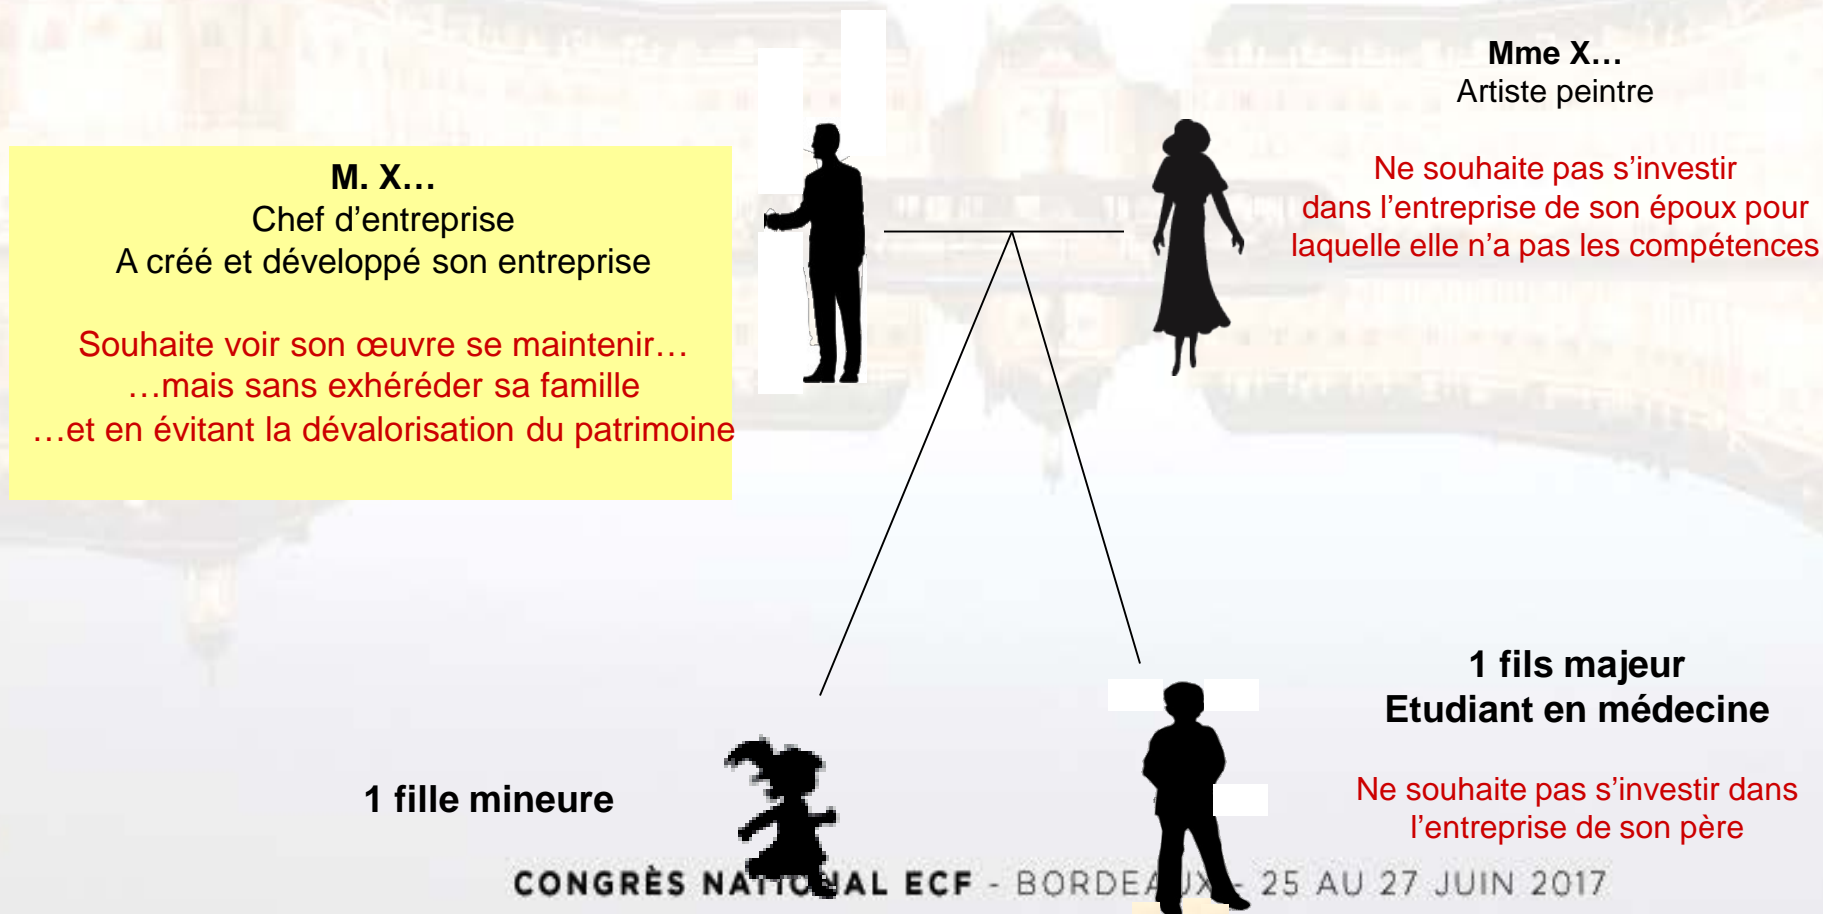 M. X…
Chef d'entreprise
A créé et développé son entreprise
Souhaite voir son œuvre se maintenir…
…mais sans exhéréder sa famille
…et en évitant la dévalorisation du patrimoine
Mme X…
Artiste peintre
Ne souhaite pas s'investir
dans l'entreprise de son époux pour
laquelle elle n'a pas les compétences
1 fille mineure
1 fils majeur
Etudiant en médecine
Ne souhaite pas s'investir dans
l'entreprise de son père
CONGRÈS NATIONAL ECF - BORDEAUX - 25 AU 27 JUIN 2017